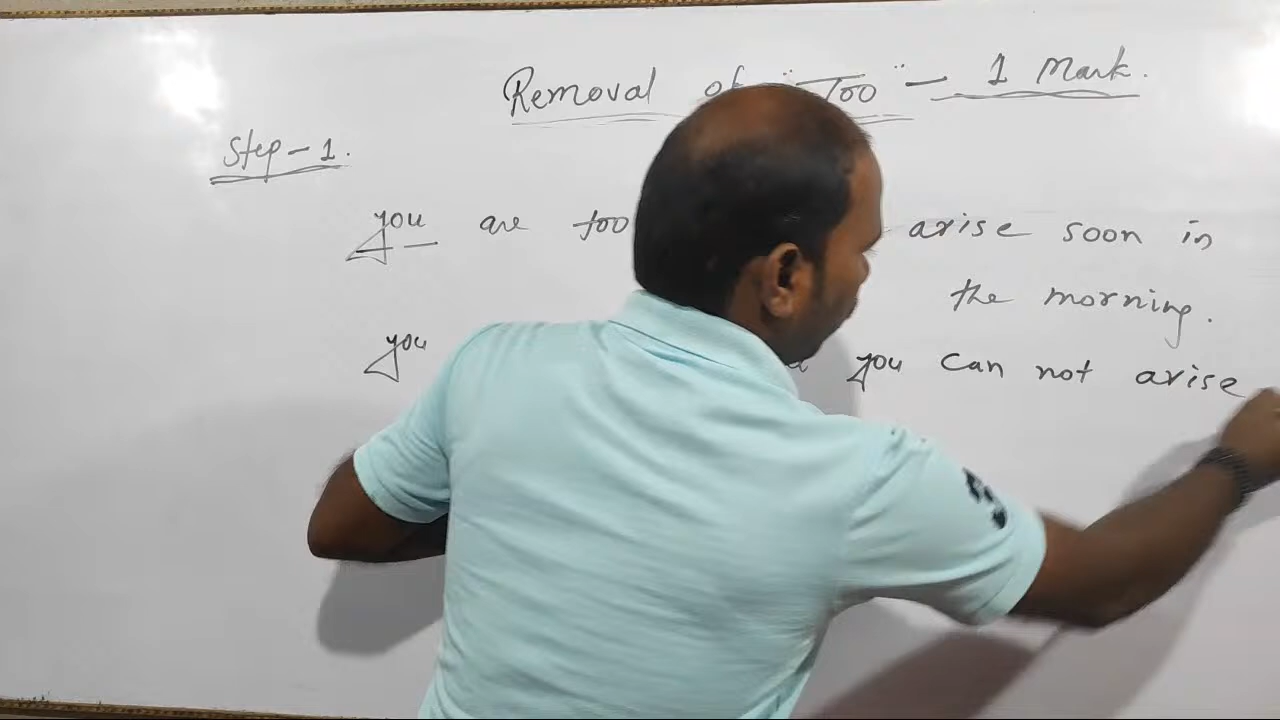 Removal of "Too" - 1 Mark.
Step-1.
you are too arise soon in
the morning.
you you can not arise